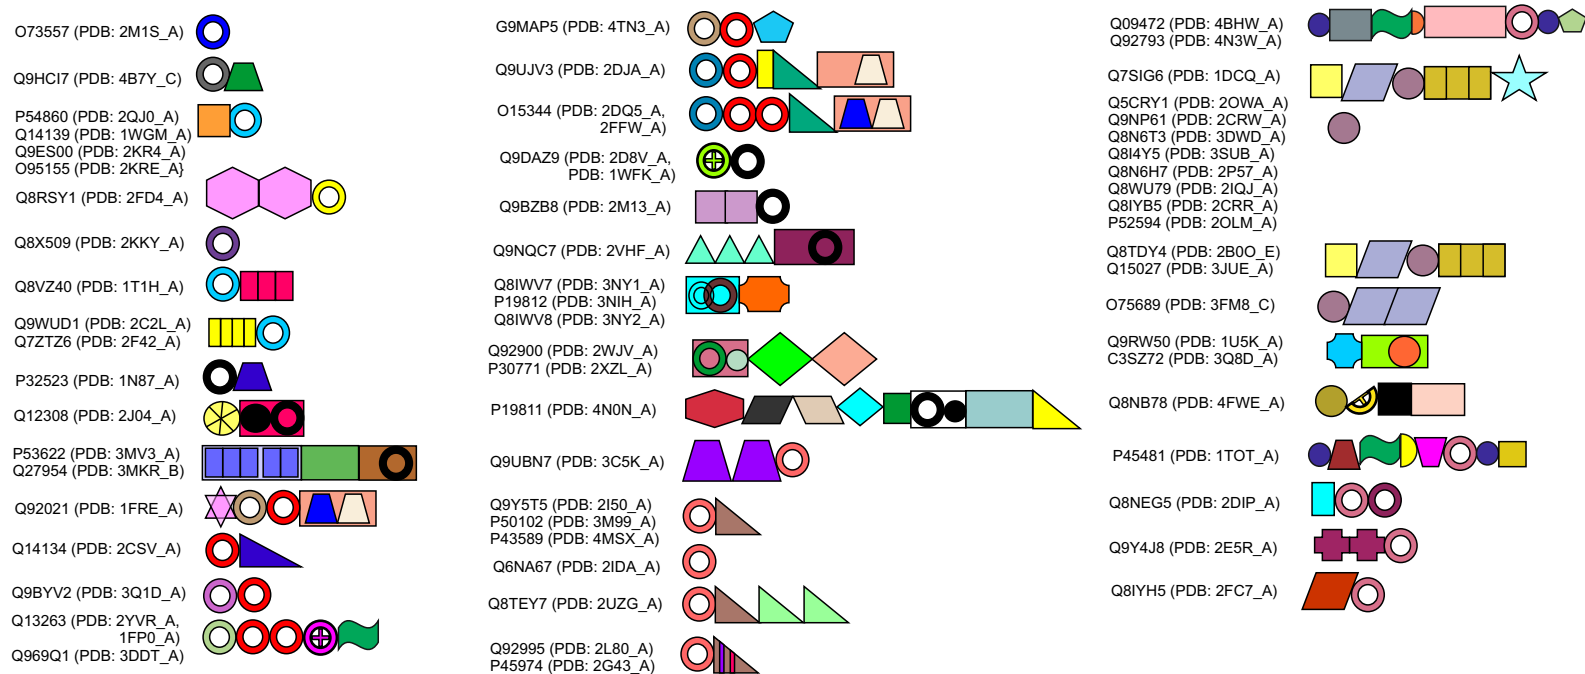 O73557 (PDB: 2M1S_A)
Q9HCI7 (PDB: 4B7Y_C)
P54860 (PDB: 2QJ0_A)
Q14139 (PDB: 1WGM_A)
Q9ES00 (PDB: 2KR4_A)
O95155 (PDB: 2KRE_A}
Q8RSY1 (PDB: 2FD4_A)
Q8X509 (PDB: 2KKY_A)
Q8VZ40 (PDB: 1T1H_A)
Q9WUD1 (PDB: 2C2L_A)
Q7ZTZ6 (PDB: 2F42_A)
P32523 (PDB: 1N87_A)
Q12308 (PDB: 2J04_A)
P53622 (PDB: 3MV3_A)
Q27954 (PDB: 3MKR_B)
Q92021 (PDB: 1FRE_A)
Q14134 (PDB: 2CSV_A)
Q9BYV2 (PDB: 3Q1D_A)
Q13263 (PDB: 2YVR_A,
1FP0_A)
Q969Q1 (PDB: 3DDT_A)
G9MAP5 (PDB: 4TN3_A)
Q9UJV3 (PDB: 2DJA_A)
O15344 (PDB: 2DQ5_A,
2FFW_A)
Q9DAZ9 (PDB: 2D8V_A,
PDB: 1WFK_A)
Q9BZB8 (PDB: 2M13_A)
Q9NQC7 (PDB: 2VHF_A)
Q8IWV7 (PDB: 3NY1_A)
P19812 (PDB: 3NIH_A)
Q8IWV8 (PDB: 3NY2_A)
Q92900 (PDB: 2WJV_A)
P30771 (PDB: 2XZL_A)
P19811 (PDB: 4N0N_A)
Q9UBN7 (PDB: 3C5K_A)
Q9Y5T5 (PDB: 2I50_A)
P50102 (PDB: 3M99_A)
P43589 (PDB: 4MSX_A)
Q6NA67 (PDB: 2IDA_A)
Q8TEY7 (PDB: 2UZG_A)
Q92995 (PDB: 2L80_A)
P45974 (PDB: 2G43_A)
Q09472 (PDB: 4BHW_A)
Q92793 (PDB: 4N3W_A)
Q7SIG6 (PDB: 1DCQ_A)
Q5CRY1 (PDB: 2OWA_A)
Q9NP61 (PDB: 2CRW_A)
Q8N6T3 (PDB: 3DWD_A)
Q8I4Y5 (PDB: 3SUB_A)
Q8N6H7 (PDB: 2P57_A)
Q8WU79 (PDB: 2IQJ_A)
Q8IYB5 (PDB: 2CRR_A)
P52594 (PDB: 2OLM_A)
Q8TDY4 (PDB: 2B0O_E)
Q15027 (PDB: 3JUE_A)
O75689 (PDB: 3FM8_C)
Q9RW50 (PDB: 1U5K_A)
C3SZ72 (PDB: 3Q8D_A)
Q8NB78 (PDB: 4FWE_A)
P45481 (PDB: 1TOT_A)
Q8NEG5 (PDB: 2DIP_A)
Q9Y4J8 (PDB: 2E5R_A)
Q8IYH5 (PDB: 2FC7_A)